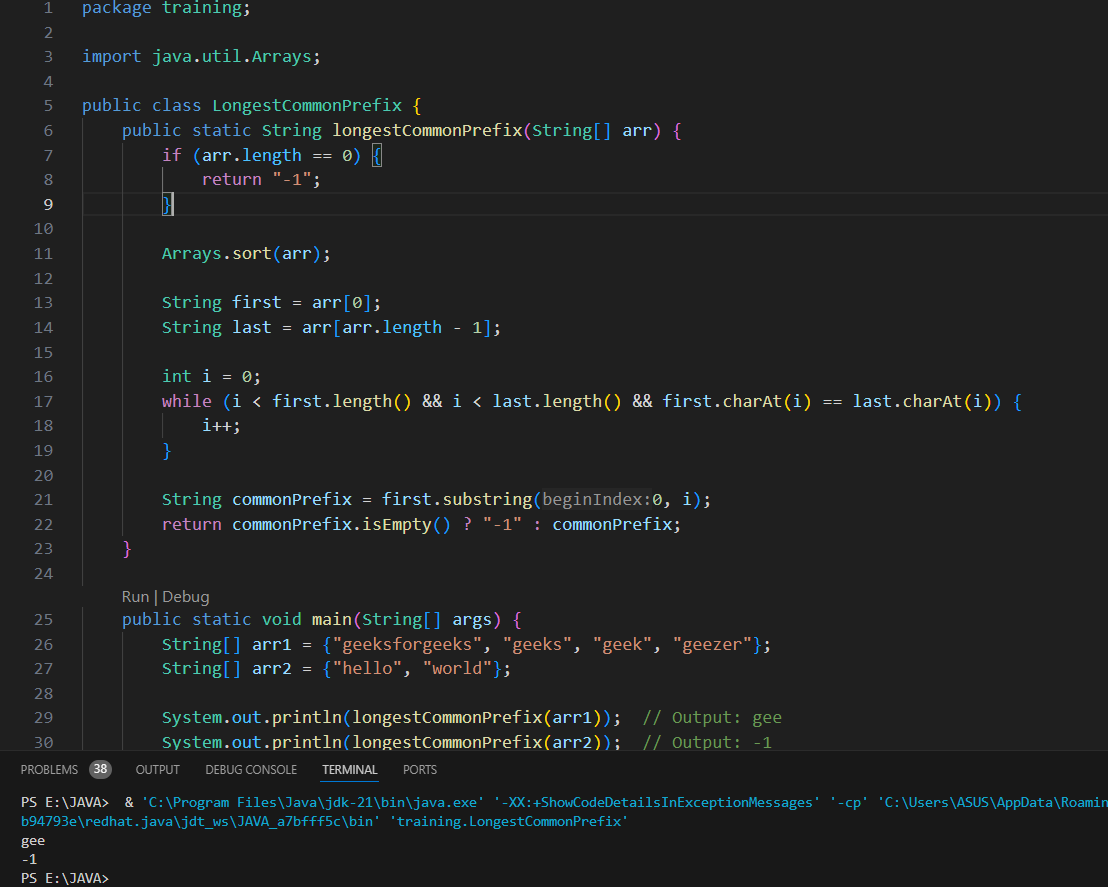 1 package training;
2
3 import java.util.Arrays;
4
5 public class LongestCommonPrefix {
6 public static String longestCommonPrefix(String[] arr) {
7 if (arr.length == 0) {
8 return "-1";
9 }
10
11 Arrays.sort(arr);
12
13 String first = arr[0];
14 String last = arr[arr.length - 1];
15
16 int i = 0;
17 while (i < first.length() && i < last.length() && first.charAt(i) == last.charAt(i)) {
18 i++;
19 }
20
21 String commonPrefix = first.substring(beginIndex:0, i);
22 return commonPrefix.isEmpty() ? "-1" : commonPrefix;
23 }
24
Run | Debug
25 public static void main(String[] args) {
26 String[] arr1 = {"geeksforgeeks", "geeks", "geek", "geezer"};
27 String[] arr2 = {"hello", "world"};
28
29 System.out.println(longestCommonPrefix(arr1)); // Output: gee
30 System.out.println(longestCommonPrefix(arr2)); // Output: -1
PROBLEMS 38 OUTPUT DEBUG CONSOLE TERMINAL PORTS
PS E:\JAVA> & 'C:\Program Files\Java\jdk-21\bin\java.exe' '-XX:+ShowCodeDetailsInExceptionMessages' '-cp' 'C:\Users\ASUS\AppData\Roamin
b94793e\redhat.java\jdt_ws\JAVA_a7bfff5c\bin' 'training.LongestCommonPrefix'
gee
-1
PS E:\JAVA>